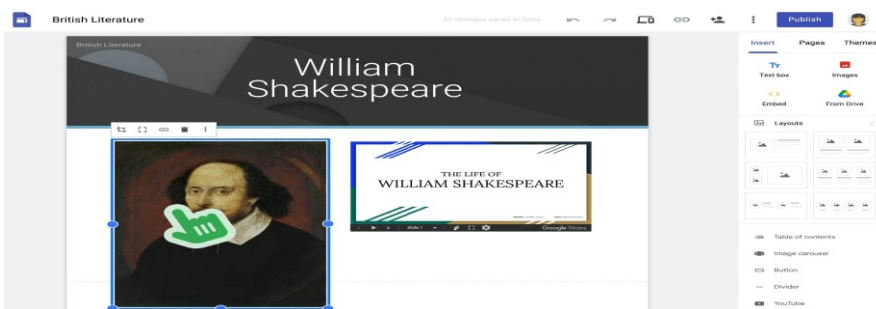 British Literature
All changes saved in Drive
Publish
British Literature
William
Shakespeare
THE LIFE OF
WILLIAM SHAKESPEARE
Slide 1
Google Slides
Insert Pages Themes
Tr
Text box Images
Embed From Drive
Layouts
Table of contents
Image carousel
Button
Divider
YouTube